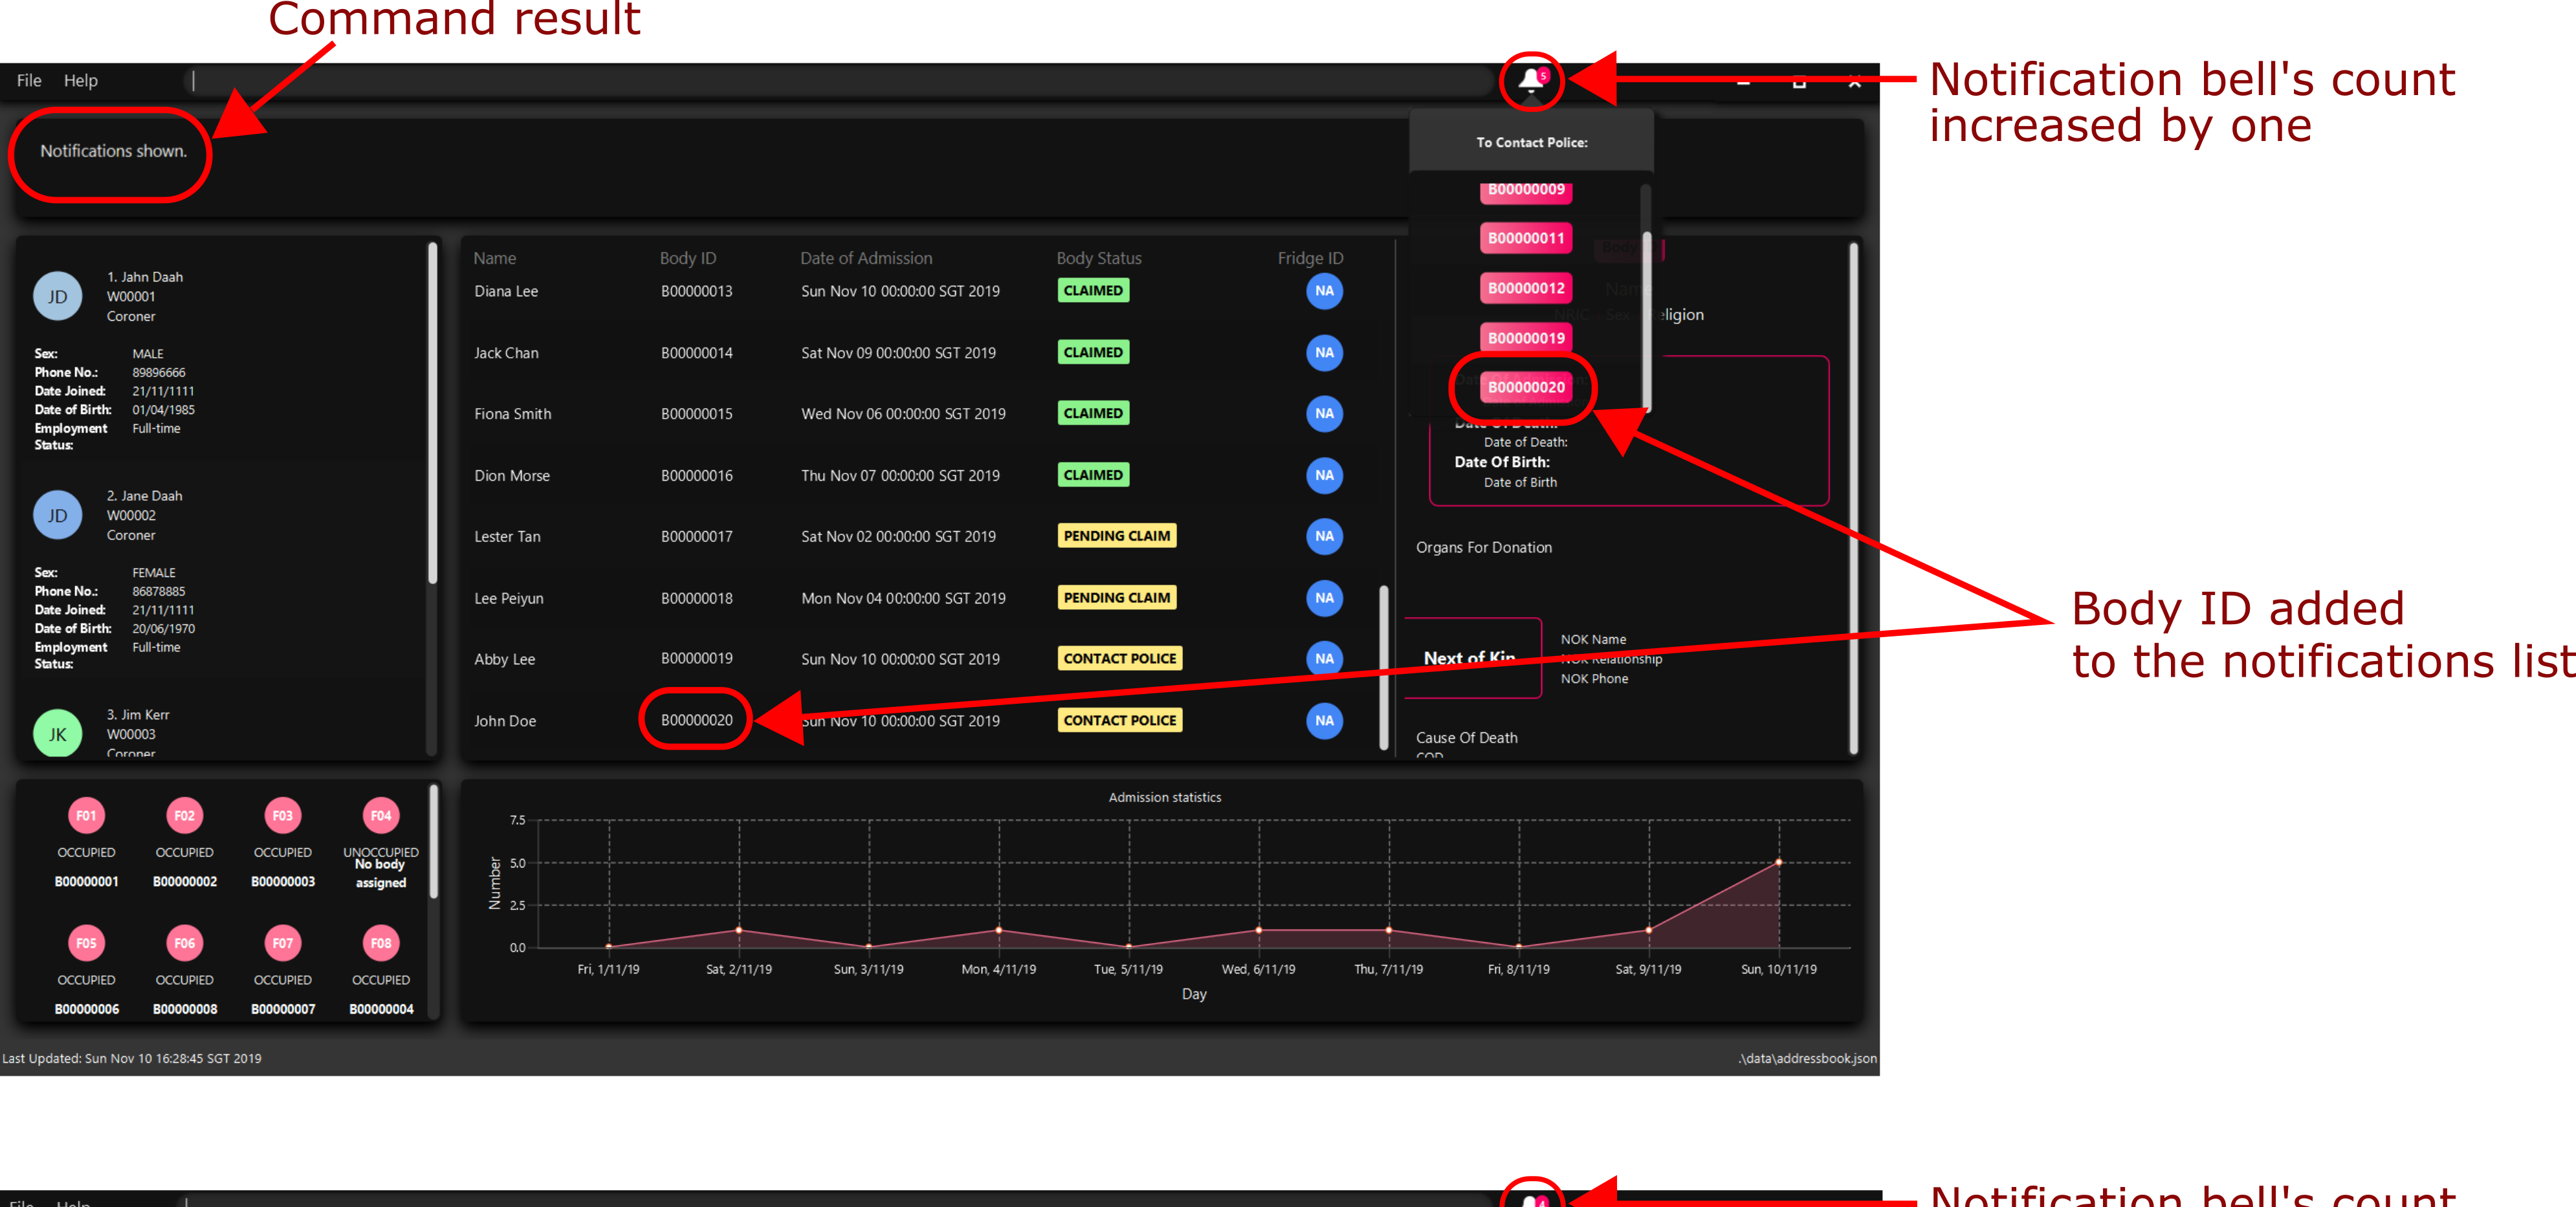 Command result
File Help
5
Notification bell's count
increased by one
Notifications shown.
To Contact Police:
B00000009
B00000011
B00000012
B00000019
B00000020
1. Jahn Daah
JD W00001
Coroner
Sex: MALE
Phone No.: 89896666
Date Joined: 21/11/1111
Date of Birth: 01/04/1985
Employment Full-time
Status:
2. Jane Daah
JD W00002
Coroner
Sex: FEMALE
Phone No.: 86878885
Date Joined: 21/11/1111
Date of Birth: 20/06/1970
Employment Full-time
Status:
3. Jim Kerr
JK W00003
Coroner
Name Body ID Date of Admission Body Status Fridge ID
Diana Lee B00000013 Sun Nov 10 00:00:00 SGT 2019 CLAIMED NA
Jack Chan B00000014 Sat Nov 09 00:00:00 SGT 2019 CLAIMED NA
Fiona Smith B00000015 Wed Nov 06 00:00:00 SGT 2019 CLAIMED NA
Dion Morse B00000016 Thu Nov 07 00:00:00 SGT 2019 CLAIMED NA
Lester Tan B00000017 Sat Nov 02 00:00:00 SGT 2019 PENDING CLAIM NA
Lee Peiyun B00000018 Mon Nov 04 00:00:00 SGT 2019 PENDING CLAIM NA
Abby Lee B00000019 Sun Nov 10 00:00:00 SGT 2019 CONTACT POLICE NA
John Doe B00000020 Sun Nov 10 00:00:00 SGT 2019 CONTACT POLICE NA
Name
NRIC Sex eligion
Date Of Death:
Date of Death:
Date Of Birth:
Date of Birth
Organs For Donation
Next of Kin
NOK Name
NOK Relationship
NOK Phone
Cause Of Death
COD
Body ID added
to the notifications list
F01 F02 F03 F04
OCCUPIED OCCUPIED OCCUPIED UNOCCUPIED
B00000001 B00000002 B00000003 No body
assigned
F05 F06 F07 F08
OCCUPIED OCCUPIED OCCUPIED OCCUPIED
B00000006 B00000008 B00000007 B00000004
Admission statistics
Number
7.5
5.0
2.5
0.0
Fri, 1/11/19 Sat, 2/11/19 Sun, 3/11/19 Mon, 4/11/19 Tue, 5/11/19 Wed, 6/11/19 Thu, 7/11/19 Fri, 8/11/19 Sat, 9/11/19 Sun, 10/11/19
Day
Last Updated: Sun Nov 10 16:28:45 SGT 2019 .\data\addressbook.json
File Help
4
Notification bell's count